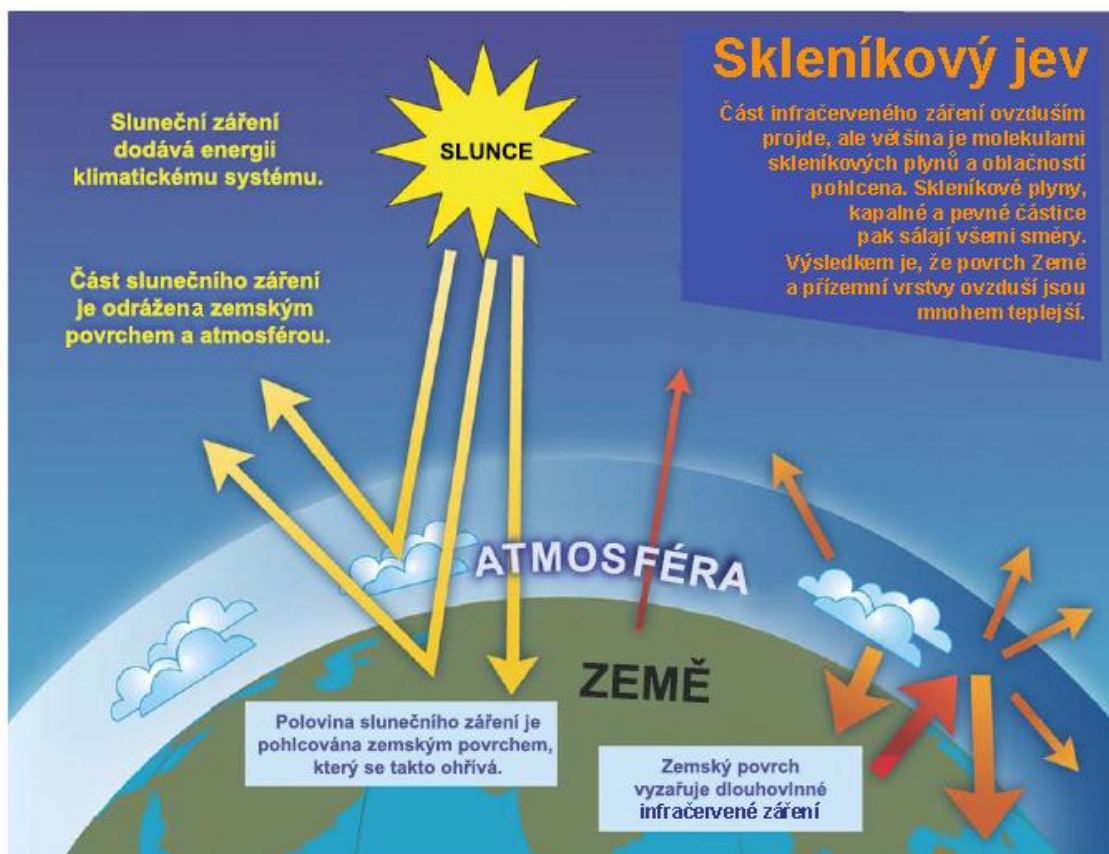 Skleníkový jev
Část infračerveného záření ovzduším
projde, ale většina je molekulami
skleníkových plynů a oblačností
pohlcena. Skleníkové plyny,
kapalné a pevné částice
pak sálají všemi směry.
Výsledkem je, že povrch Země
a přízemní vrstvy ovzduší jsou
mnohem teplejší.
Sluneční záření
dodává energii
klimatickému systému.
SLUNCE
Část slunečního záření
je odrážena zemským
povrchem a atmosférou.
ATMOSFÉRA
ZEMĚ
Polovina slunečního záření je
pohlcována zemským povrchem,
který se takto ohřívá.
Zemský povrch
vyzařuje dlouhovlnné
infračervené záření